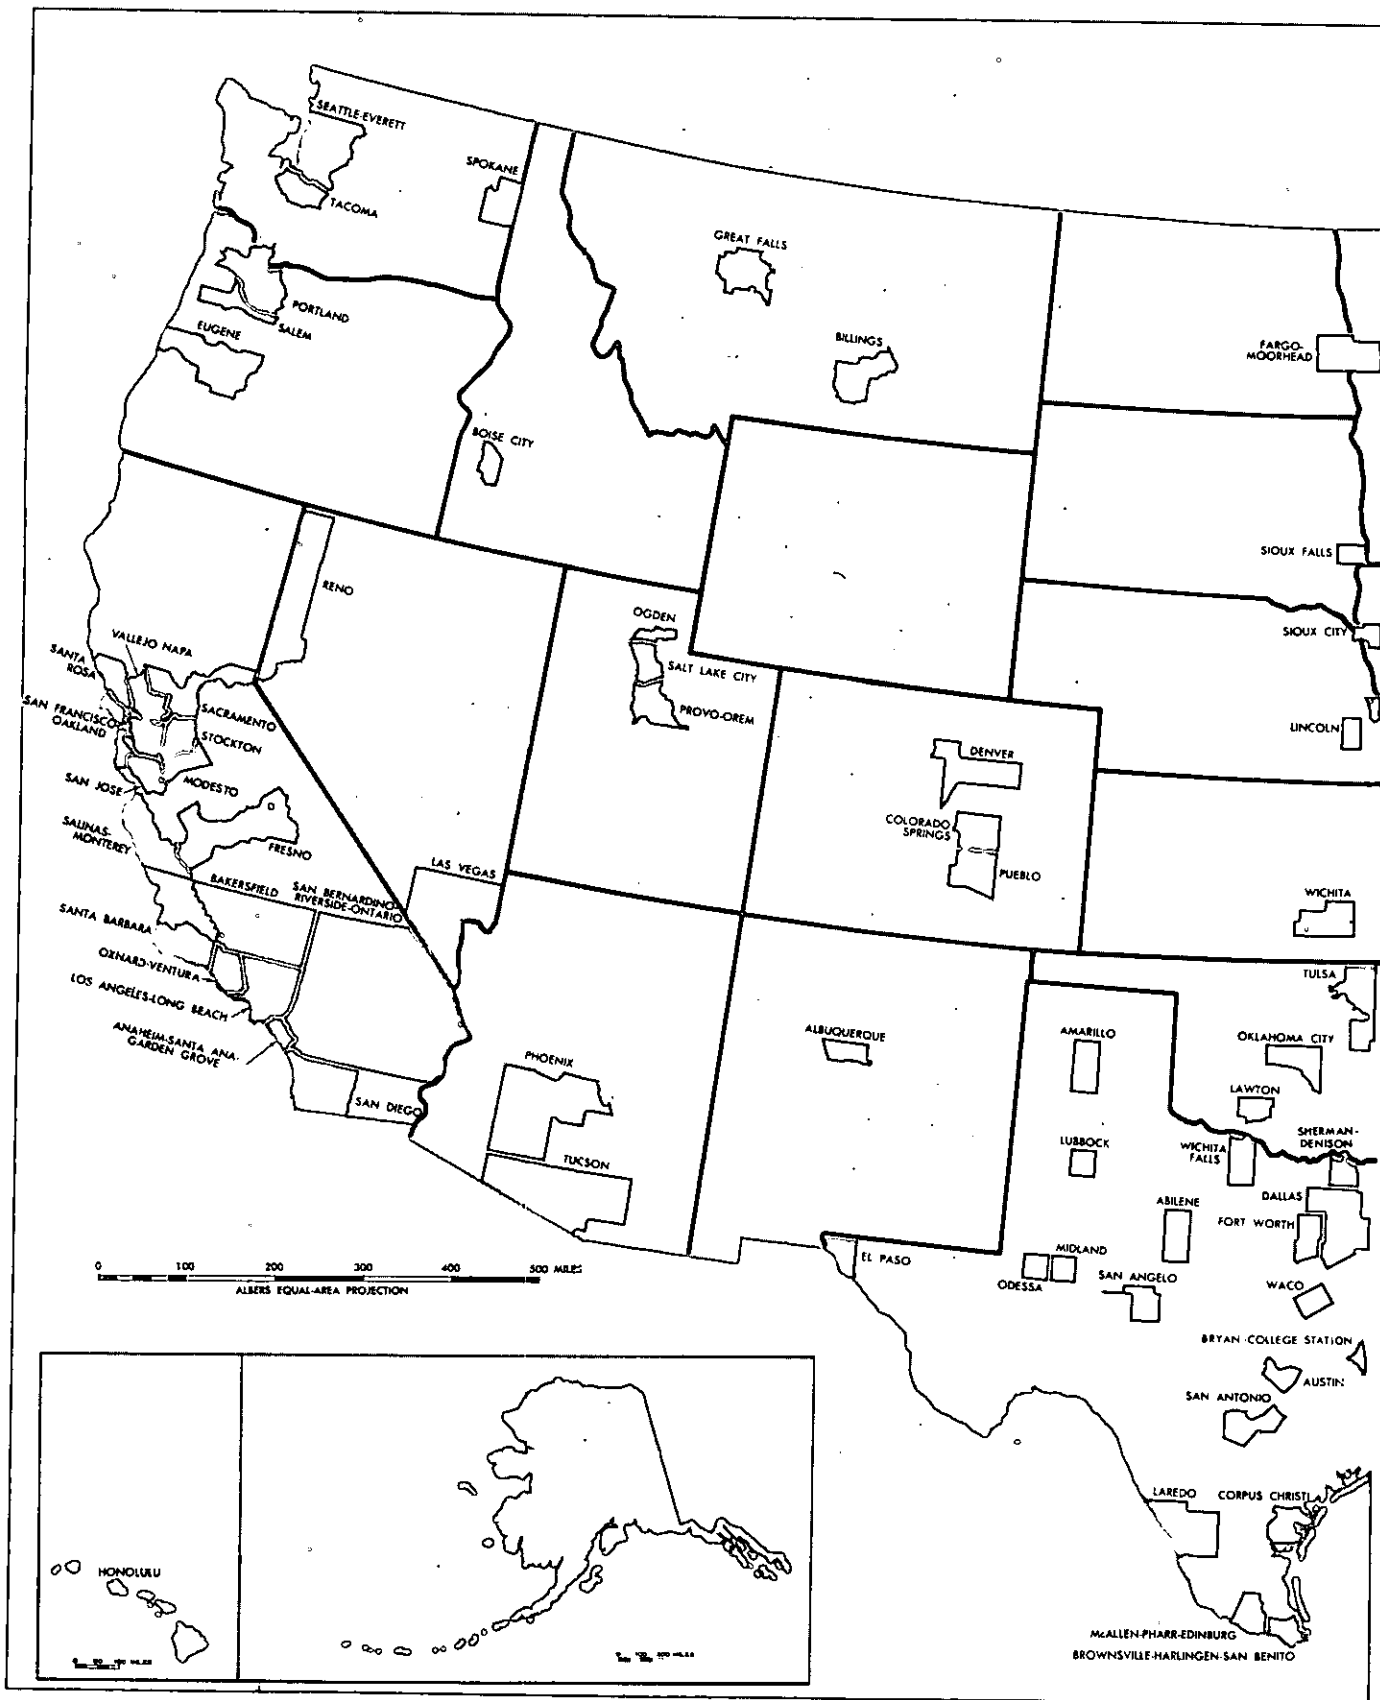 SEATTLE-EVERETT
SPOKANE
TACOMA
GREAT FALLS
PORTLAND
SALEM
EUGENE
BILLINGS
FARGO-
MOORHEAD
BOISE CITY
SIOUX FALLS
RENO
OGDEN
SIOUX CITY
VALLEJO NAPA
SANTA
ROSA
SALT LAKE CITY
SAN FRANCISCO-
OAKLAND
SACRAMENTO
PROVO-OREM
LINCOLN
STOCKTON
DENVER
SAN JOSE
MODESTO
SALINAS-
MONTEREY
COLORADO
SPRINGS
FRESNO
LAS VEGAS
PUEBLO
BAKERSFIELD
SAN BERNARDINO-
RIVERSIDE-ONTARIO
WICHITA
SANTA BARBARA
OXNARD-VENTURA
TULSA
LOS ANGELES-LONG BEACH
ANAHEIM-SANTA ANA-
GARDEN GROVE
ALBUQUERQUE
AMARILLO
OKLAHOMA CITY
PHOENIX
LAWTON
SAN DIEGO
SHERMAN-
DENISON
LUBBOCK
WICHITA
FALLS
TUCSON
ABILENE
DALLAS
FORT WORTH
EL PASO
MIDLAND
ODESSA
SAN ANGELO
WACO
0 100 200 300 400 500 MILES
ALBERS EQUAL-AREA PROJECTION
BRYAN-COLLEGE STATION
AUSTIN
SAN ANTONIO
LAREDO
CORPUS CHRISTI
HONOLULU
McALLEN-PHARR-EDINBURG
BROWNSVILLE-HARLINGEN-SAN BENITO